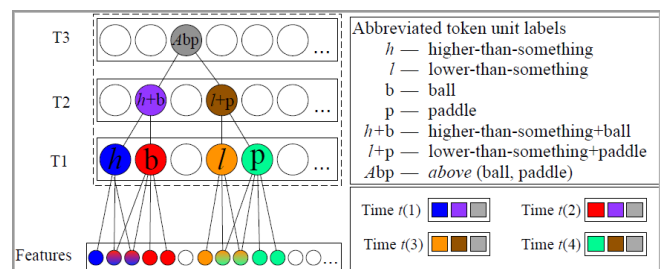 T3
Abp
...
T2
h+b
l+p
...
T1
h
b
l
p
...
Features
...
Abbreviated token unit labels
h — higher-than-something
l — lower-than-something
b — ball
p — paddle
h+b — higher-than-something+ball
l+p — lower-than-something+paddle
Abp — above (ball, paddle)
Time t(1)
Time t(2)
Time t(3)
Time t(4)